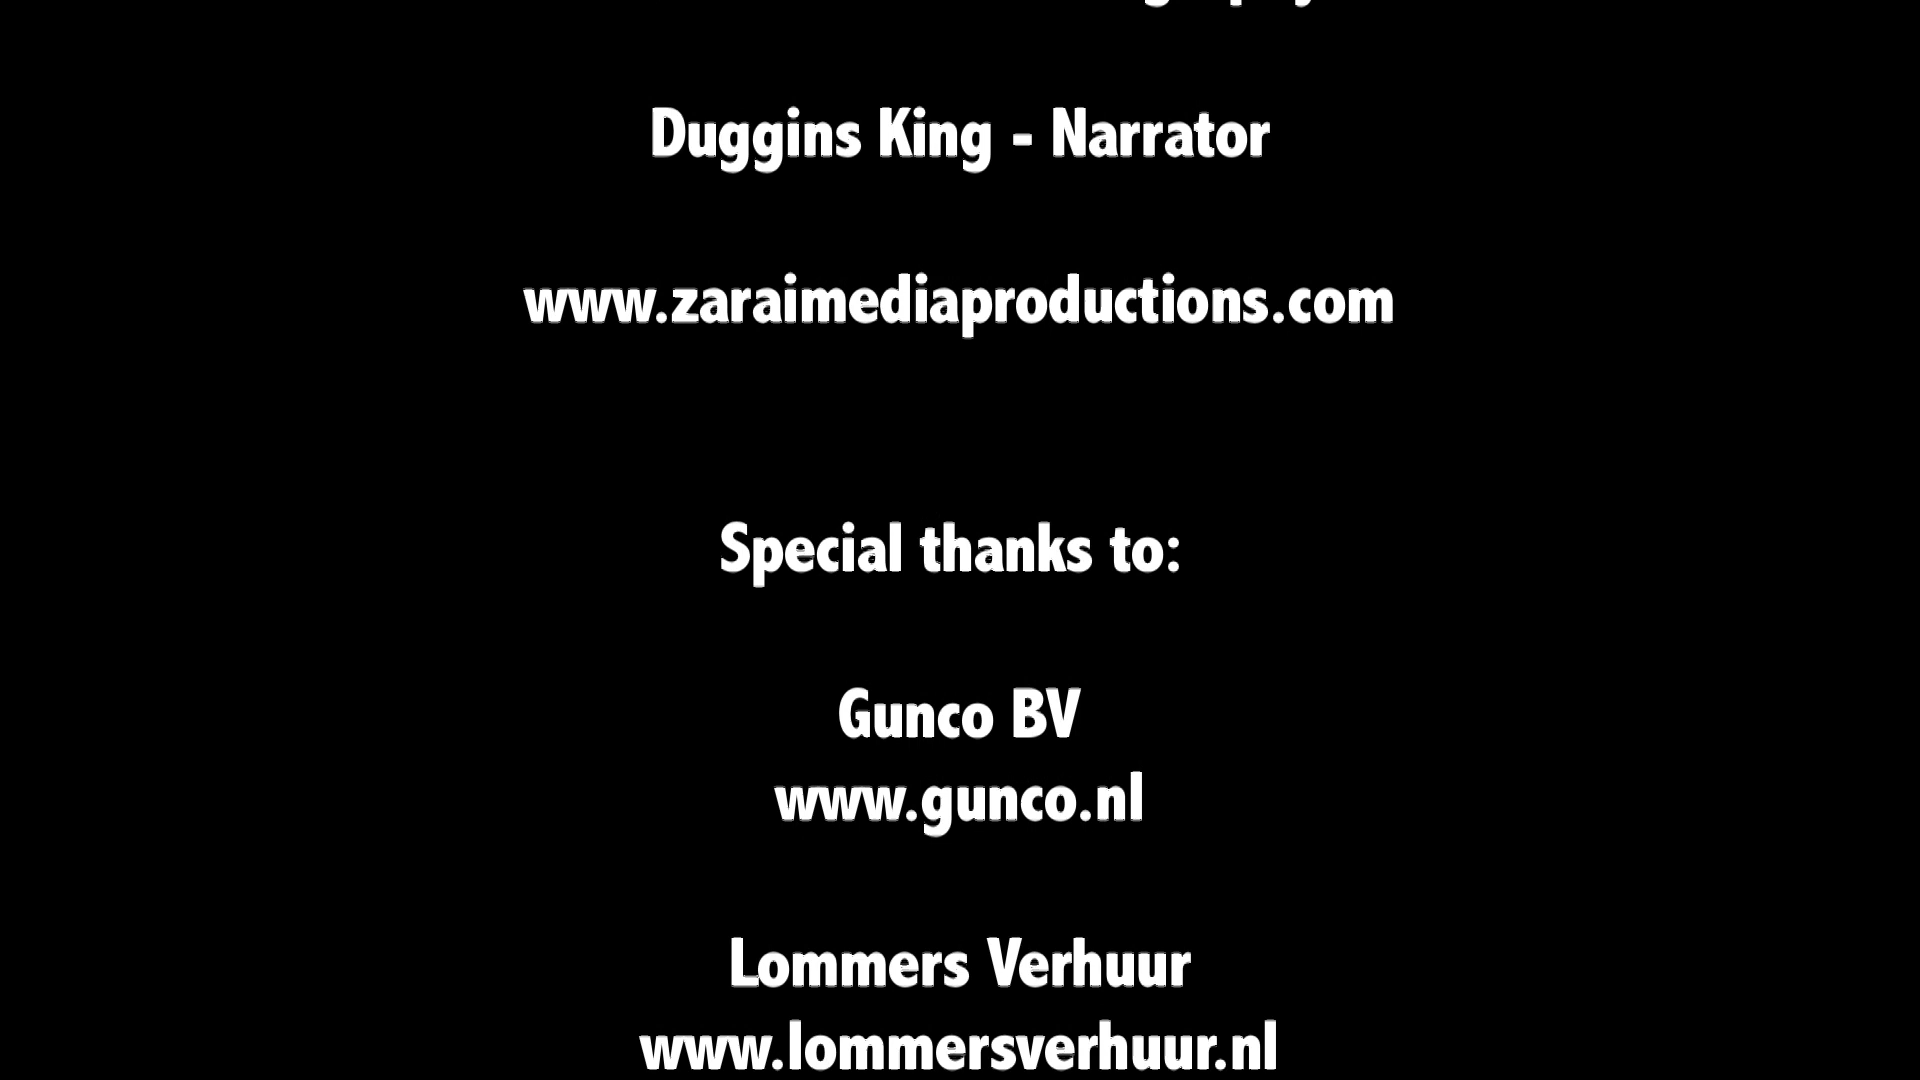 Duggins King - Narrator
www.zaraimediaproductions.com
Special thanks to:
Gunco BV
www.gunco.nl
Lommers Verhuur
www.lommersverhuur.nl